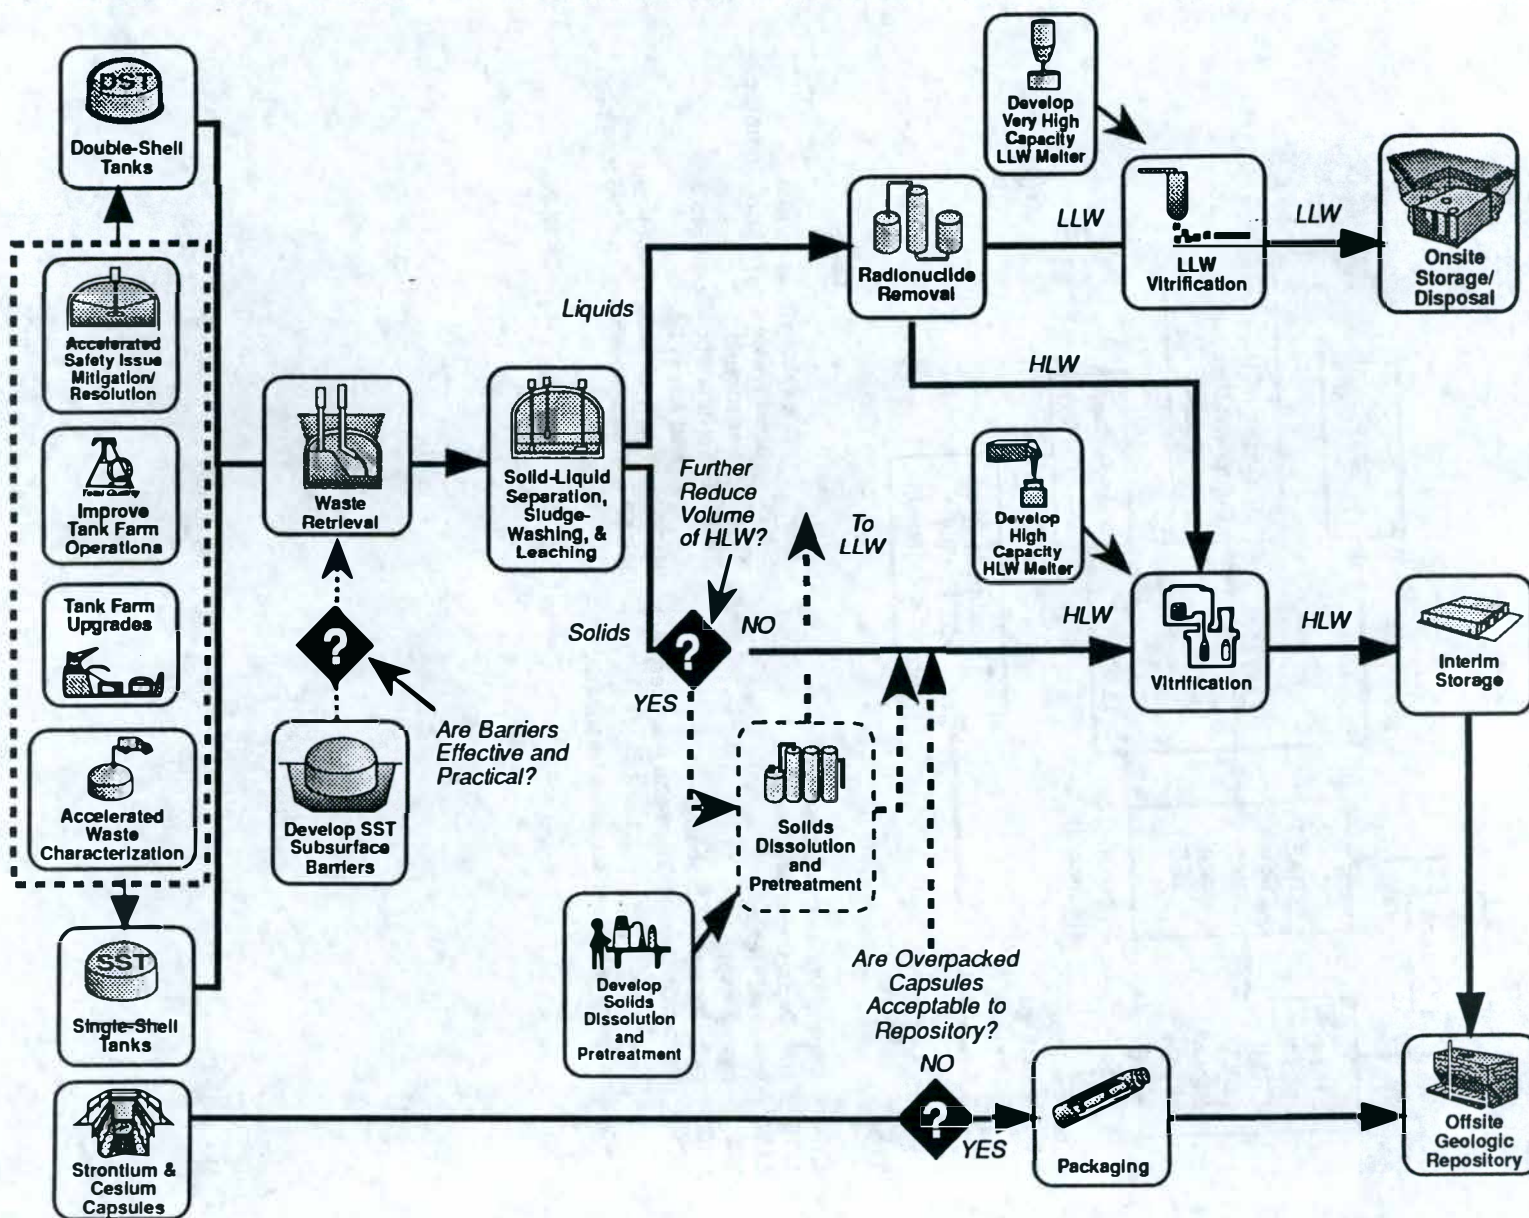 DST
Double-Shell
Tanks
Accelerated
Safety Issue
Mitigation/
Resolution
Total Quality
Improve
Tank Farm
Operations
Tank Farm
Upgrades
Accelerated
Waste
Characterization
SST
Single-Shell
Tanks
Strontium &
Cesium
Capsules
Waste
Retrieval
?
Are Barriers
Effective and
Practical?
Develop SST
Subsurface
Barriers
Solid-Liquid
Separation,
Sludge-
Washing, &
Leaching
Liquids
Solids
Further
Reduce
Volume
of HLW?
?
NO
YES
To
LLW
Solids
Dissolution
and
Pretreatment
Develop
Solids
Dissolution
and
Pretreatment
Radionuclide
Removal
LLW
HLW
Develop
Very High
Capacity
LLW Melter
LLW
Vitrification
LLW
Onsite
Storage/
Disposal
Develop
High
Capacity
HLW Melter
HLW
Vitrification
HLW
Interim
Storage
Are Overpacked
Capsules
Acceptable to
Repository?
NO
?
YES
Packaging
Offsite
Geologic
Repository